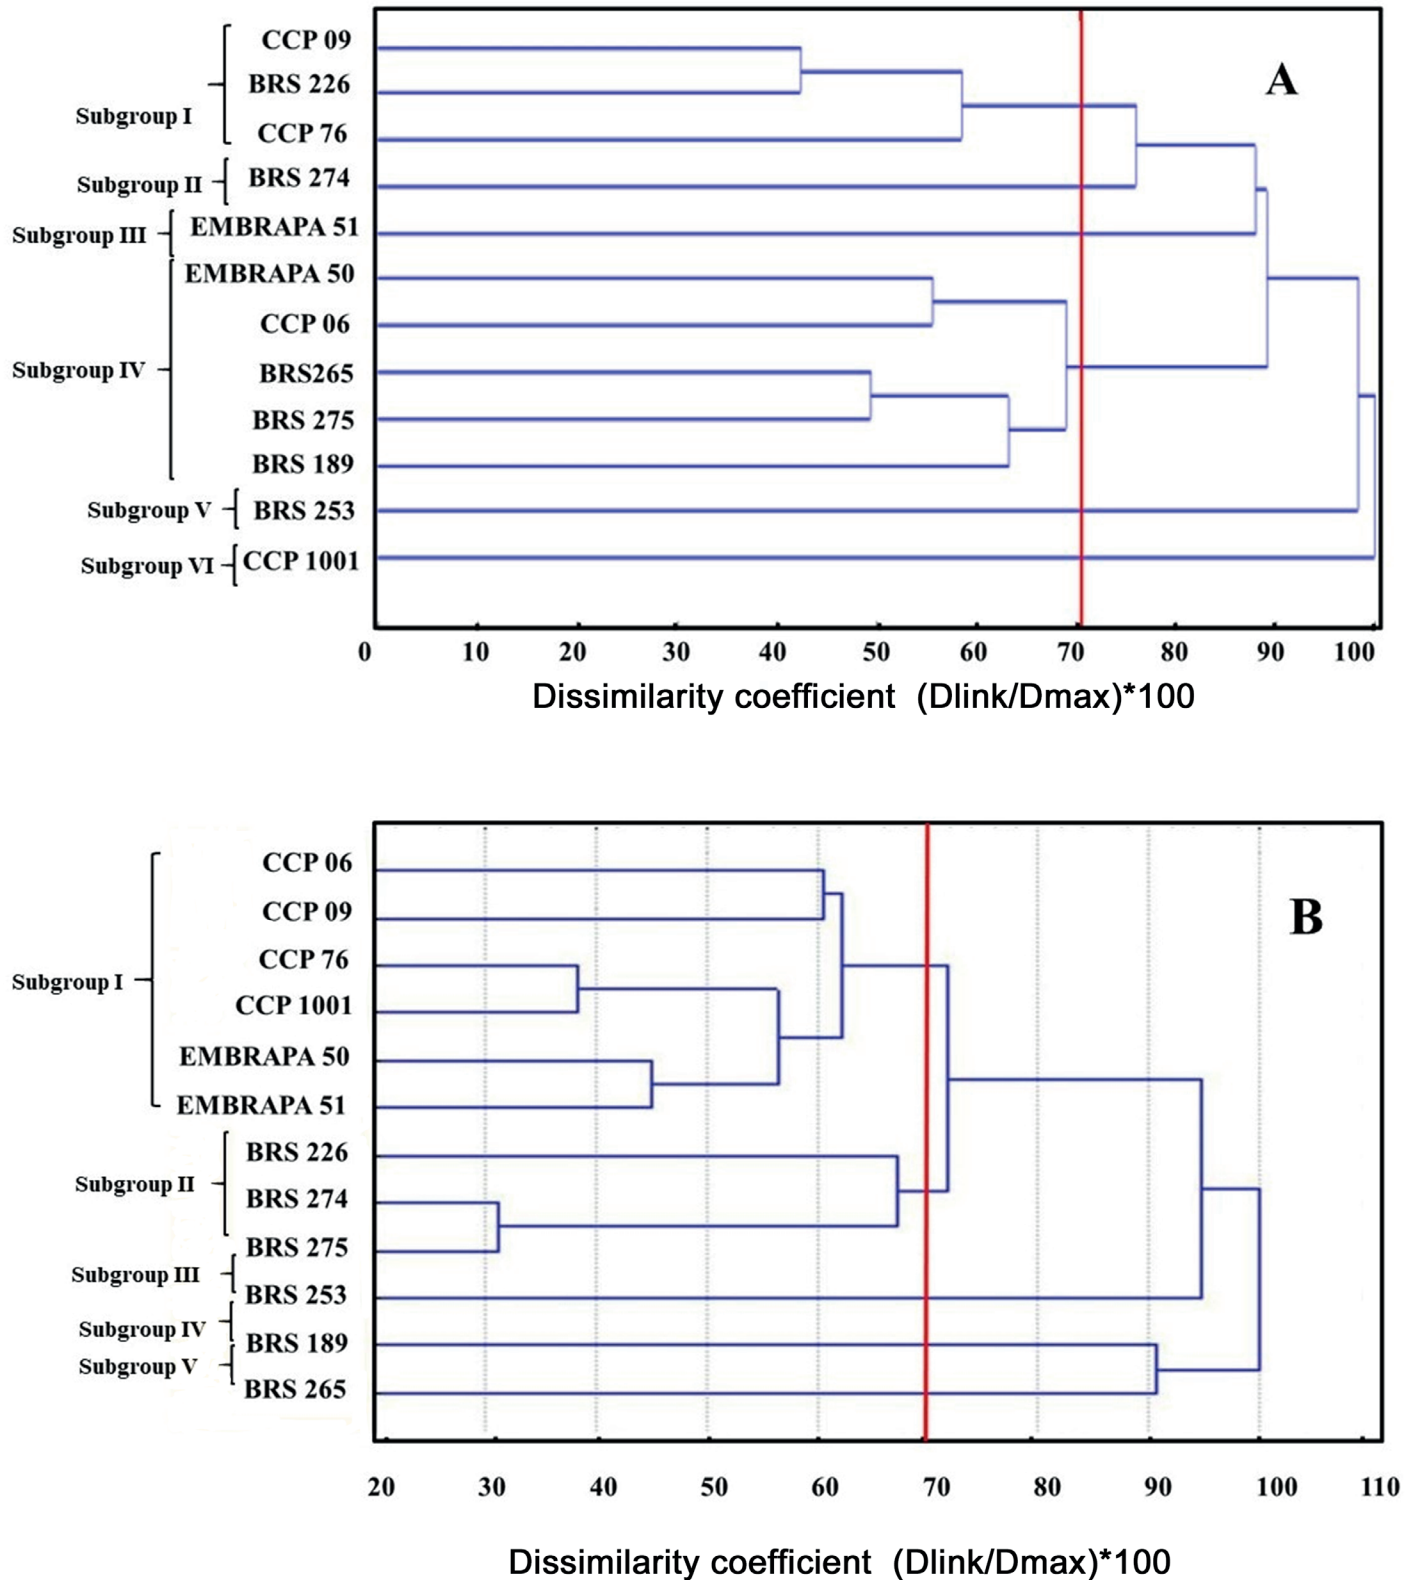 CCP 09
BRS 226
Subgroup I
CCP 76
Subgroup II
BRS 274
Subgroup III
EMBRAPA 51
EMBRAPA 50
CCP 06
Subgroup IV
BRS265
BRS 275
BRS 189
Subgroup V
BRS 253
Subgroup VI
CCP 1001
A
0 10 20 30 40 50 60 70 80 90 100
Dissimilarity coefficient (Dlink/Dmax)*100
CCP 06
CCP 09
CCP 76
Subgroup I
CCP 1001
EMBRAPA 50
EMBRAPA 51
BRS 226
Subgroup II
BRS 274
BRS 275
Subgroup III
BRS 253
Subgroup IV
BRS 189
Subgroup V
BRS 265
B
20 30 40 50 60 70 80 90 100 110
Dissimilarity coefficient (Dlink/Dmax)*100